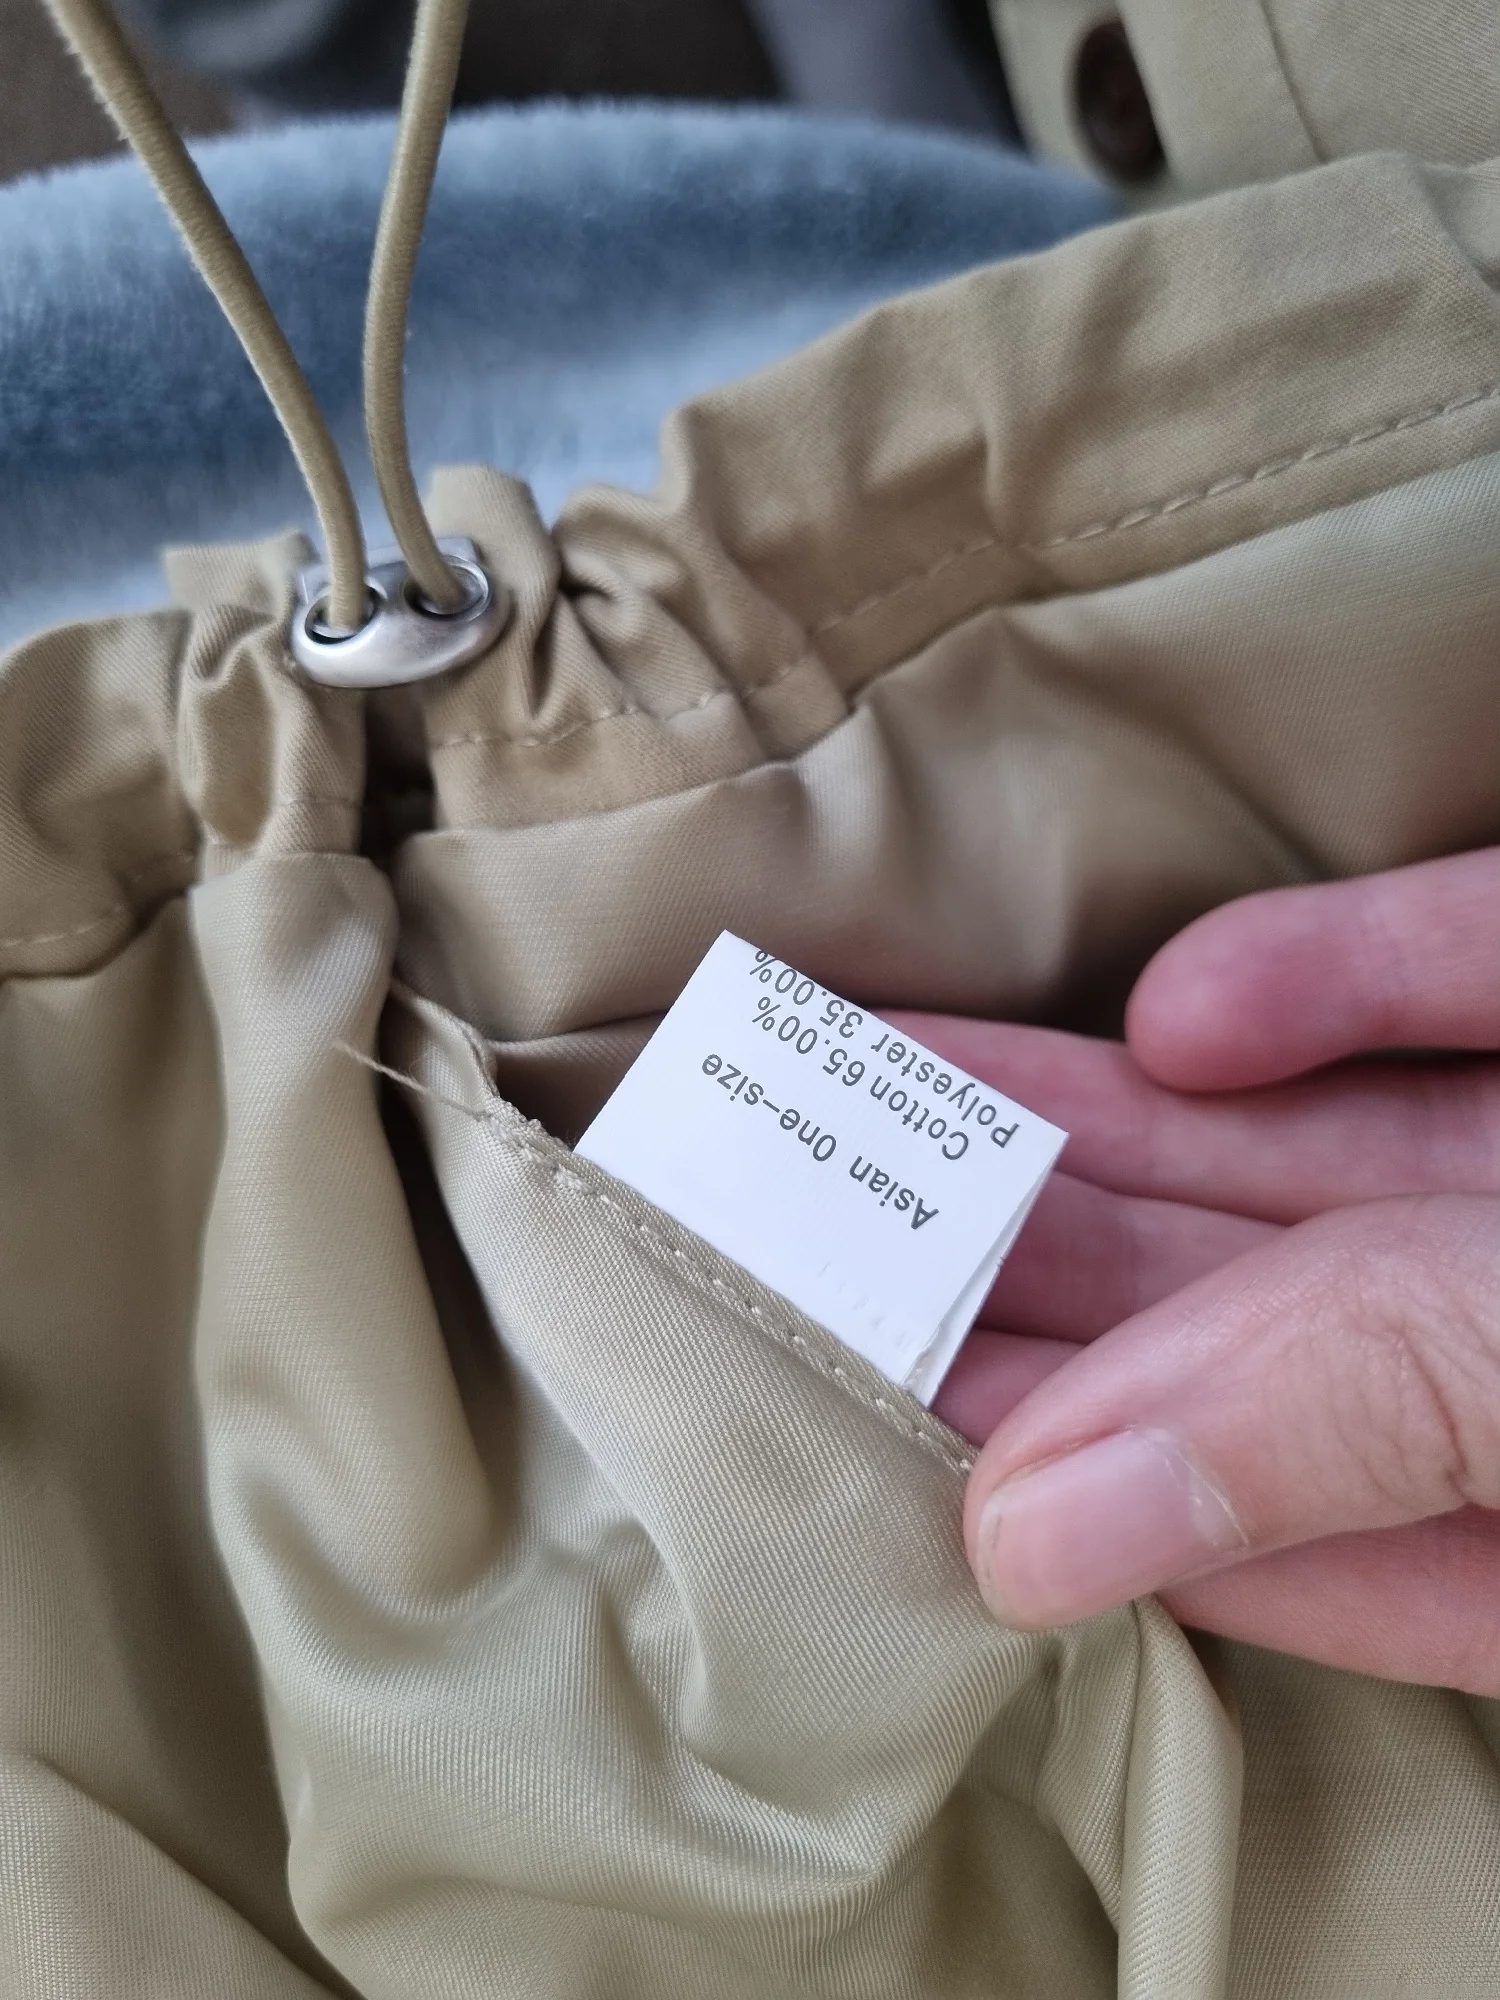 Asian One-size
Cotton 65.00%
Polyester 35.00%